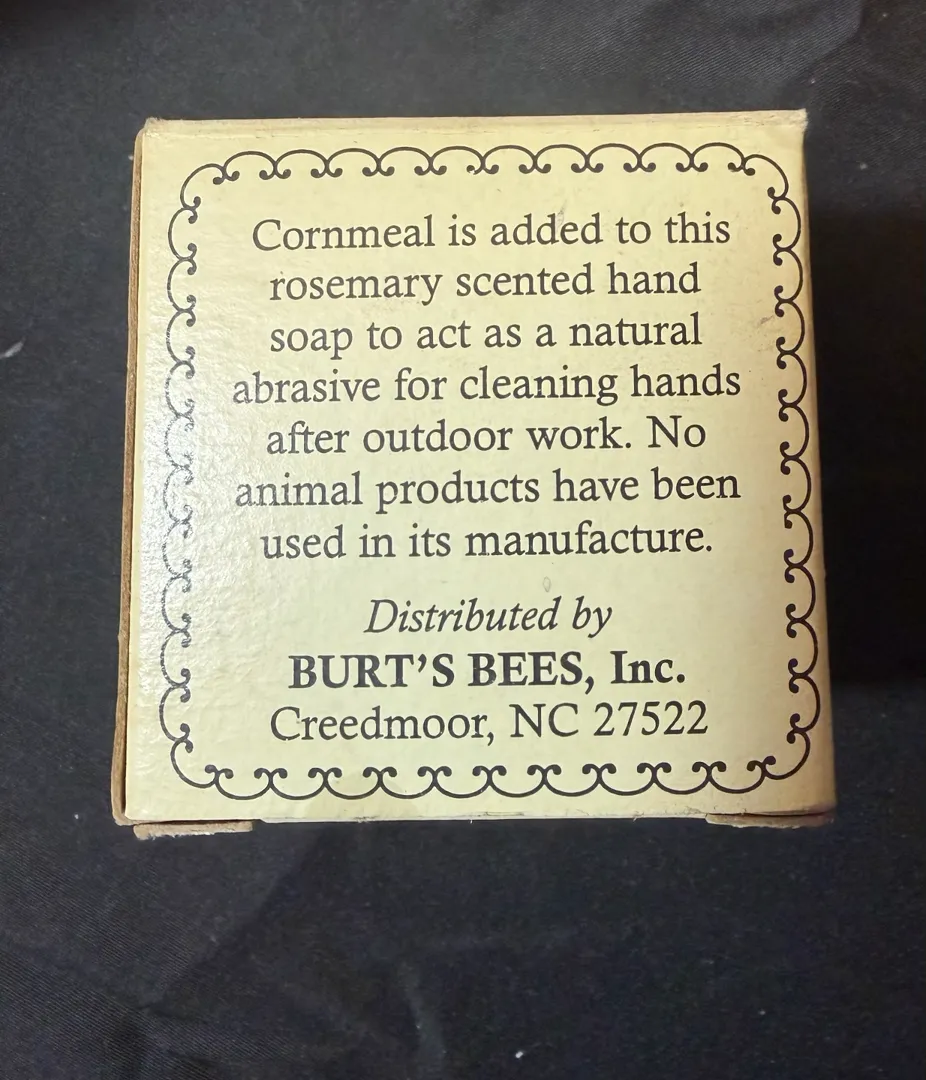 Cornmeal is added to this
rosemary scented hand
soap to act as a natural
abrasive for cleaning hands
after outdoor work. No
animal products have been
used in its manufacture.
Distributed by
BURT'S BEES, Inc.
Creedmoor, NC 27522